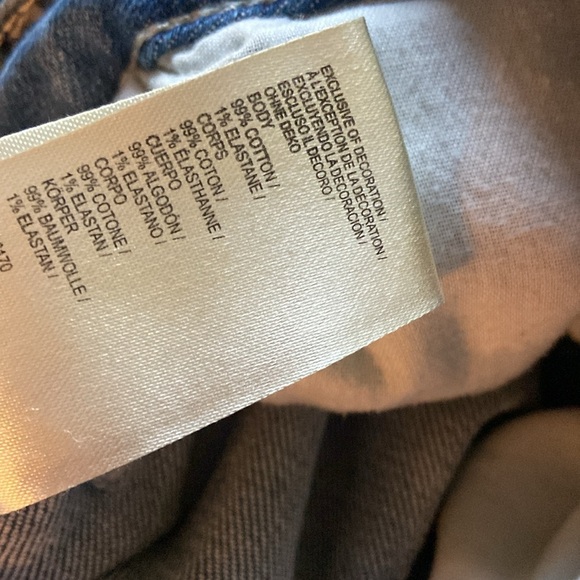 EXCLUSIVE OF DECORATION /
À L'EXCEPTION DE LA DÉCORATION /
EXCLUYENDO LA DECORACIÓN /
ESCLUSO IL DECORO /
OHNE DEKO
BODY
99% COTTON /
1% ELASTANE /
CORPS
99% COTON /
1% ELASTHANNE /
CUERPO
99% ALGODÓN /
1% ELASTANO /
CORPO
99% COTONE /
1% ELASTAN /
KÖRPER
99% BAUMWOLLE /
1% ELASTAN /